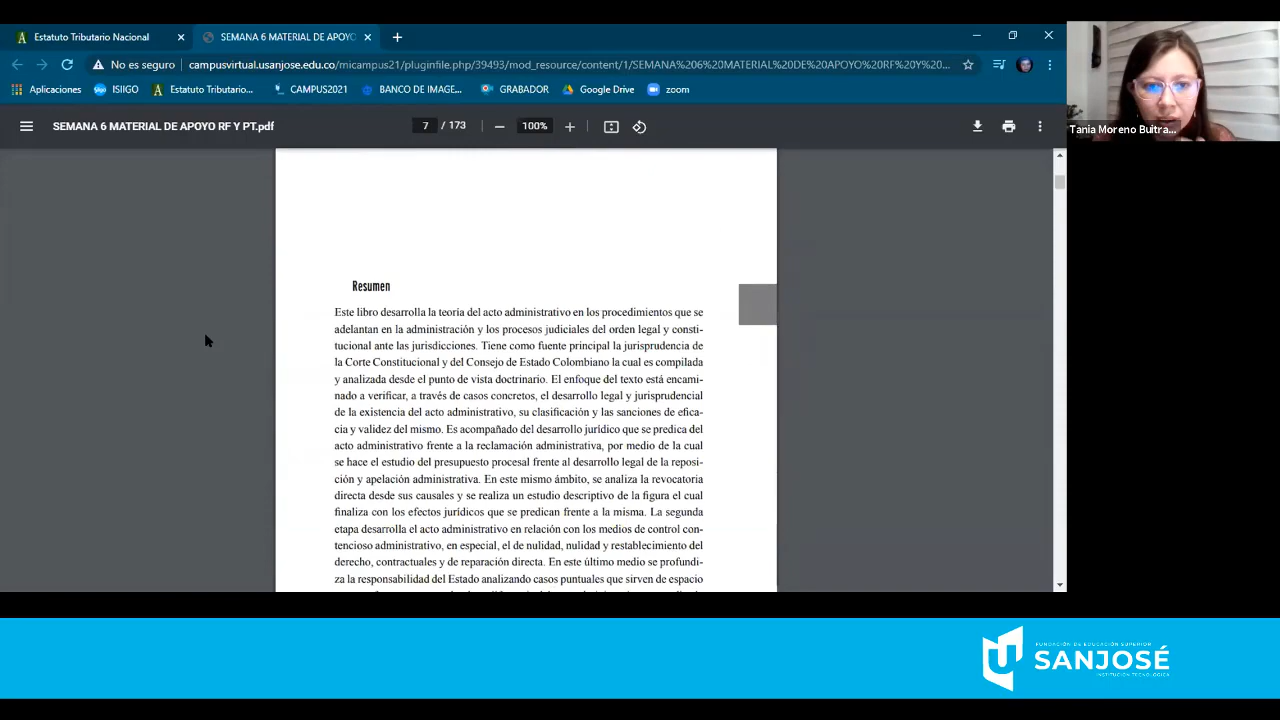 Estatuto Tributario Nacional
SEMANA 6 MATERIAL DE APOYO
No es seguro
campusvirtual.usanjose.edu.co/micampus21/pluginfile.php/39493/mod_resource/content/1/SEMANA%206%20MATERIAL%20DE%20APOYO%20RF%20Y%20...
Aplicaciones
ISIIGO
Estatuto Tributario...
CAMPUS2021
BANCO DE IMAGE...
GRABADOR
Google Drive
zoom
Tania Moreno Buitra...
SEMANA 6 MATERIAL DE APOYO RF Y PT.pdf
7 / 173
100%
Resumen
Este libro desarrolla la teoría del acto administrativo en los procedimientos que se
adelantan en la administración y los procesos judiciales del orden legal y consti-
tucional ante las jurisdicciones. Tiene como fuente principal la jurisprudencia de
la Corte Constitucional y del Consejo de Estado Colombiano la cual es compilada
y analizada desde el punto de vista doctrinario. El enfoque del texto está encami-
nado a verificar, a través de casos concretos, el desarrollo legal y jurisprudencial
de la existencia del acto administrativo, su clasificación y las sanciones de efica-
cia y validez del mismo. Es acompañado del desarrollo jurídico que se predica del
acto administrativo frente a la reclamación administrativa, por medio de la cual
se hace el estudio del presupuesto procesal frente al desarrollo legal de la reposi-
ción y apelación administrativa. En este mismo ámbito, se analiza la revocatoria
directa desde sus causales y se realiza un estudio descriptivo de la figura el cual
finaliza con los efectos jurídicos que se predican frente a la misma. La segunda
etapa desarrolla el acto administrativo en relación con los medios de control con-
tencioso administrativo, en especial, el de nulidad, nulidad y restablecimiento del
derecho, contractuales y de reparación directa. En este último medio se profundi-
za la responsabilidad del Estado analizando casos puntuales que sirven de espacio
FUNDACIÓN DE EDUCACIÓN SUPERIOR
SANJOSÉ
INSTITUCIÓN TECNOLÓGICA